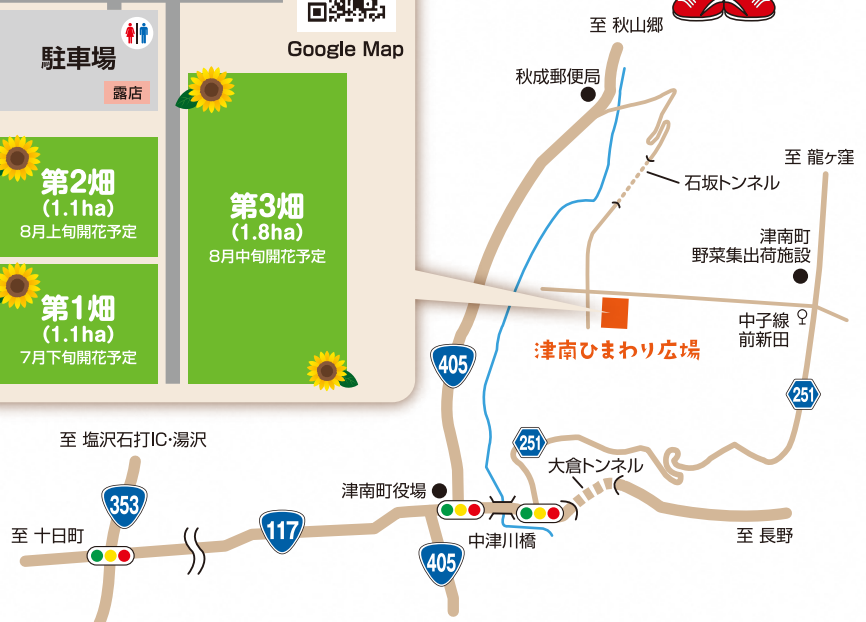 Google Map
駐車場
露店
第2畑
(1.1ha)
8月上旬開花予定
第1畑
(1.1ha)
7月下旬開花予定
第3畑
(1.8ha)
8月中旬開花予定
至 秋山郷
秋成郵便局
石坂トンネル
至 龍ヶ窪
津南町
野菜集出荷施設
中子線
前新田
津南ひまわり広場
405
251
251
大倉トンネル
至 塩沢石打IC・湯沢
353
至 十日町
117
津南町役場
中津川橋
405
至 長野